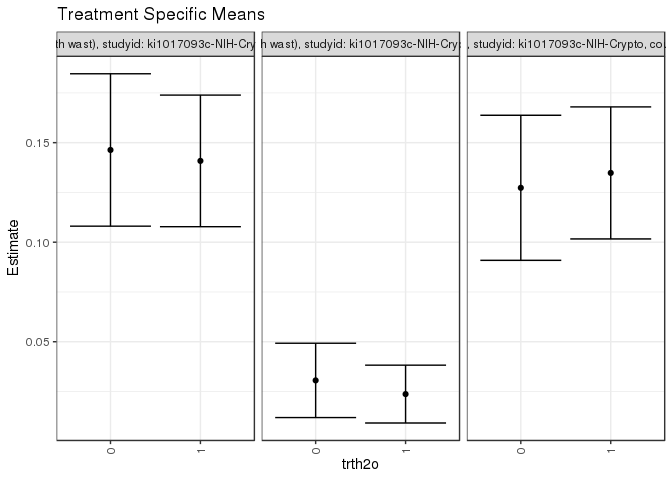 Treatment Specific Means
wast), studyid: ki1017093c-NIH-Cry
wast), studyid: ki1017093c-NIH-Cry
, studyid: ki1017093c-NIH-Crypto, co
0.15
0.10
0.05
Estimate
0 1 0 1 0 1
trth2o